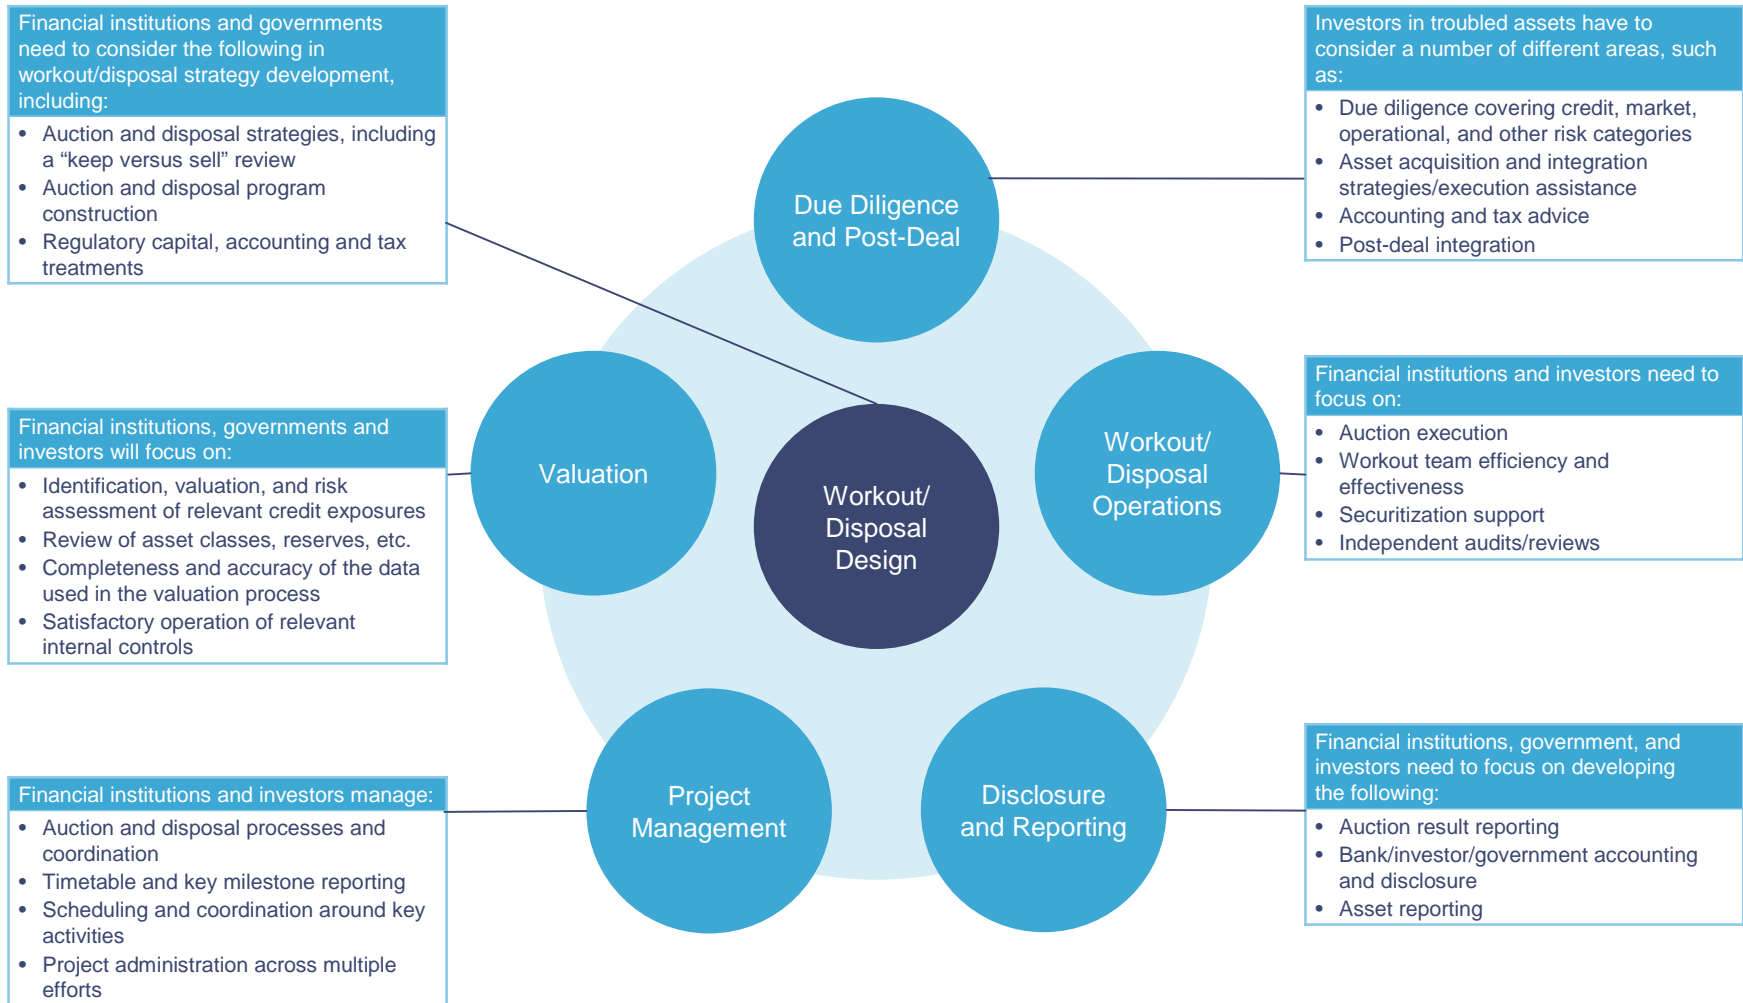 Financial institutions and governments
need to consider the following in
workout/disposal strategy development,
including:
• Auction and disposal strategies, including
a “keep versus sell” review
• Auction and disposal program
construction
• Regulatory capital, accounting and tax
treatments
Investors in troubled assets have to
consider a number of different areas, such
as:
• Due diligence covering credit, market,
operational, and other risk categories
• Asset acquisition and integration
strategies/execution assistance
• Accounting and tax advice
• Post-deal integration
Due Diligence
and Post-Deal
Financial institutions, governments and
investors will focus on:
• Identification, valuation, and risk
assessment of relevant credit exposures
• Review of asset classes, reserves, etc.
• Completeness and accuracy of the data
used in the valuation process
• Satisfactory operation of relevant
internal controls
Valuation
Workout/
Disposal
Design
Workout/
Disposal
Operations
Financial institutions and investors need to
focus on:
• Auction execution
• Workout team efficiency and
effectiveness
• Securitization support
• Independent audits/reviews
Financial institutions and investors manage:
• Auction and disposal processes and
coordination
• Timetable and key milestone reporting
• Scheduling and coordination around key
activities
• Project administration across multiple
efforts
Project
Management
Disclosure
and Reporting
Financial institutions, government, and
investors need to focus on developing
the following:
• Auction result reporting
• Bank/investor/government accounting
and disclosure
• Asset reporting